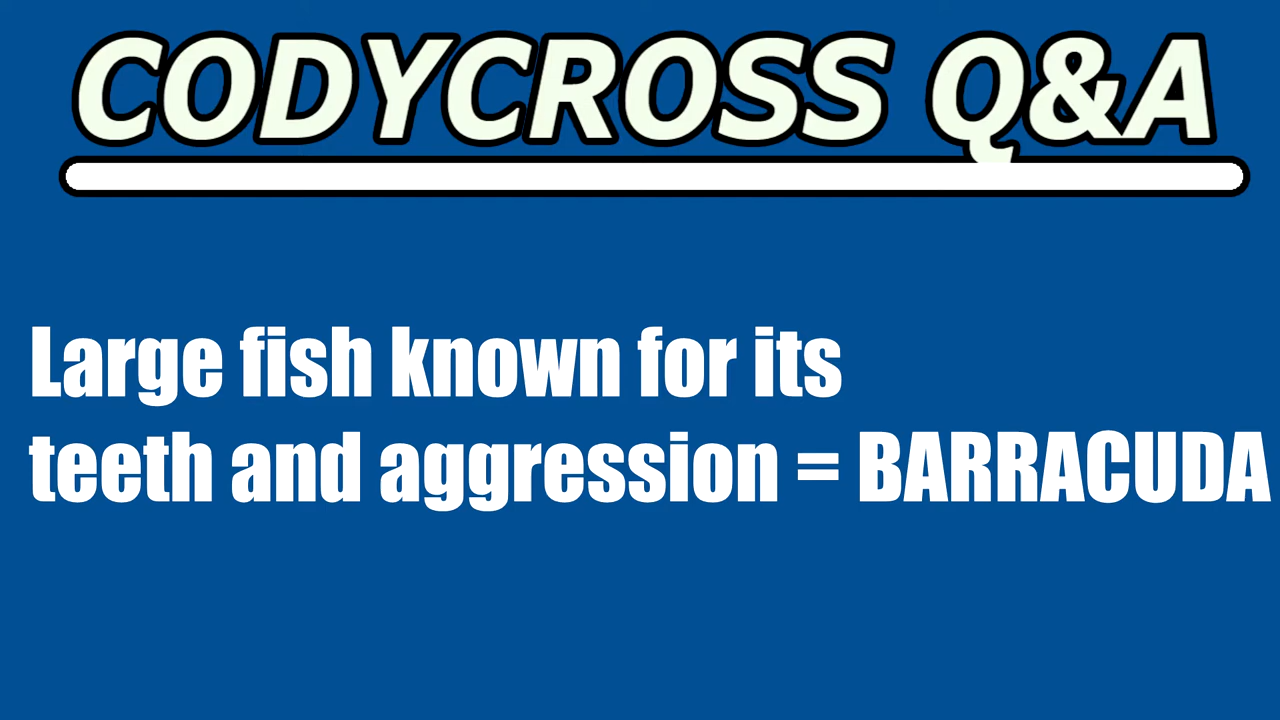 CODYCROSS Q&A
Large fish known for its
teeth and aggression = BARRACUDA